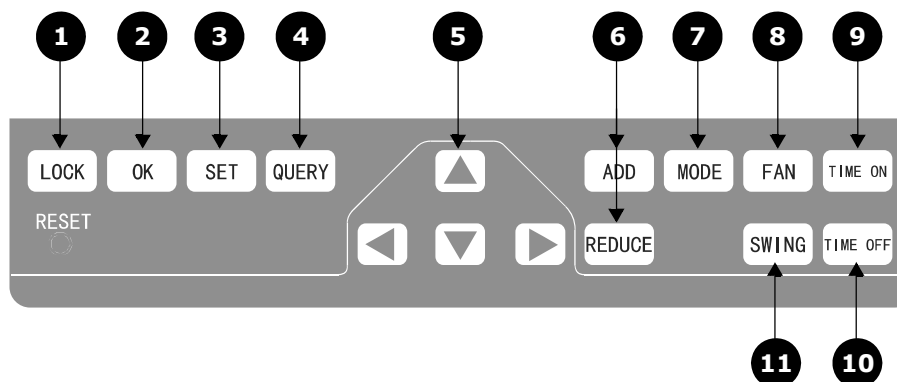 1 2 3 4 5 6 7 8 9
LOCK OK SET QUERY ADD MODE FAN TIME ON
RESET
REDUCE SWING TIME OFF
11 10